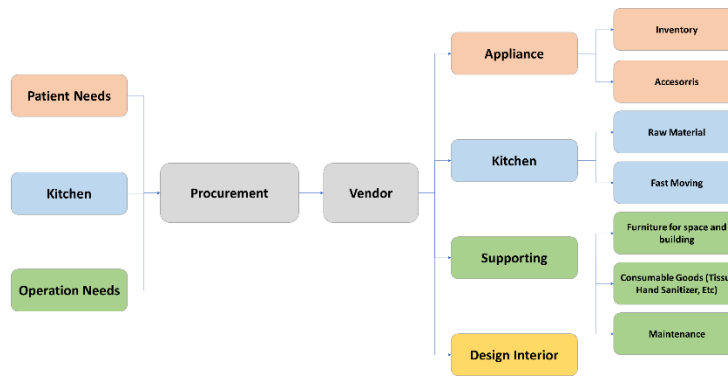 Patient Needs
Kitchen
Operation Needs
Procurement
Vendor
Appliance
Kitchen
Supporting
Design Interior
Inventory
Accesorris
Raw Material
Fast Moving
Furniture for space and
building
Consumable Goods (Tissu
Hand Sanitizer, Etc)
Maintenance